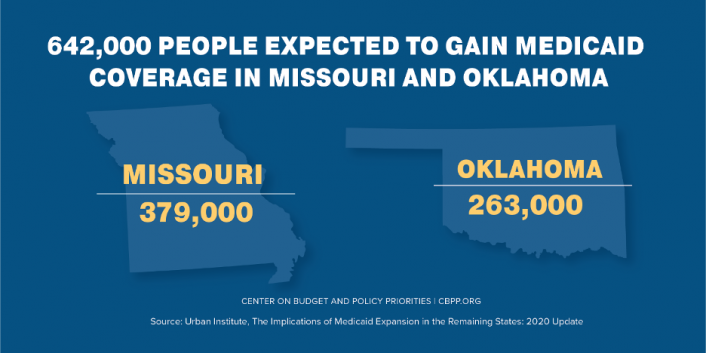 642,000 PEOPLE EXPECTED TO GAIN MEDICAID
COVERAGE IN MISSOURI AND OKLAHOMA
MISSOURI
379,000
OKLAHOMA
263,000
CENTER ON BUDGET AND POLICY PRIORITIES | CBPP.ORG
Source: Urban Institute, The Implications of Medicaid Expansion in the Remaining States: 2020 Update